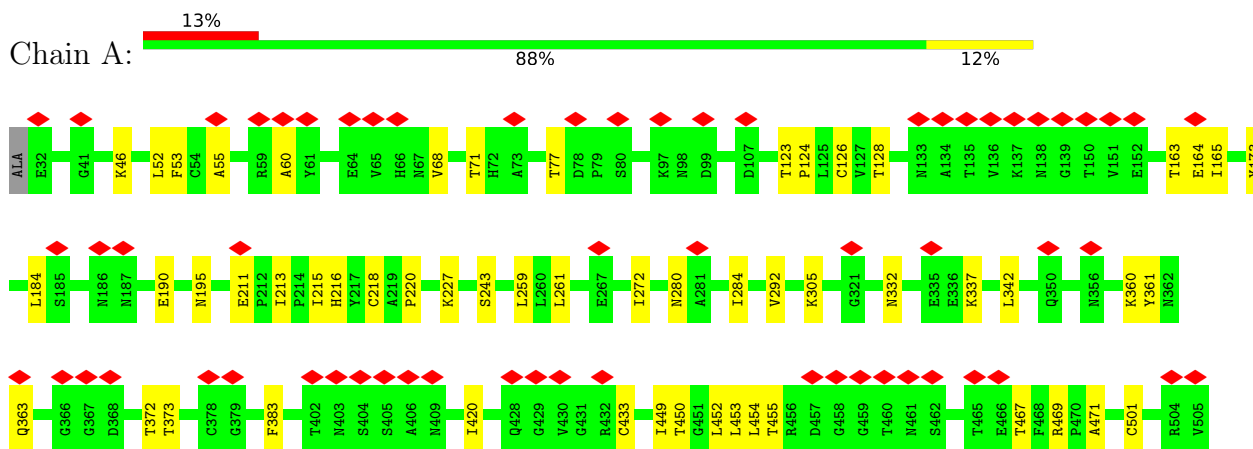 13%
Chain A:
88% 12%
ALA E32 G41 K46 L52 F53 C54 A55 R59 A60 Y61 E64 V65 H66 N67 V68 T71 H72 A73 T77 D78 P79 S80 K97 N98 D99 D107 T123 P124 L125 C126 V127 T128 N133 A134 T135 V136 K137 N138 G139 T150 V151 E152 T163 E164 I165
L184 S185 N186 N187 E190 N195 E211 P212 I213 P214 I215 H216 Y217 C218 A219 P220 K227 S243 L259 L260 L261 E267 I272 N280 A281 I284 V292 K305 G321 N332 E335 E336 K337 L342 Q350 N356 K360 Y361 N362
Q363 G366 G367 D368 T372 T373 C378 G379 F383 T402 N403 S404 S405 A406 N409 I420 Q428 G429 V430 G431 R432 C433 I449 T450 G451 L452 L453 L454 T455 R456 D457 G458 G459 T460 N461 S462 T465 E466 T467 F468 R469 P470 A471 C501 R504 V505